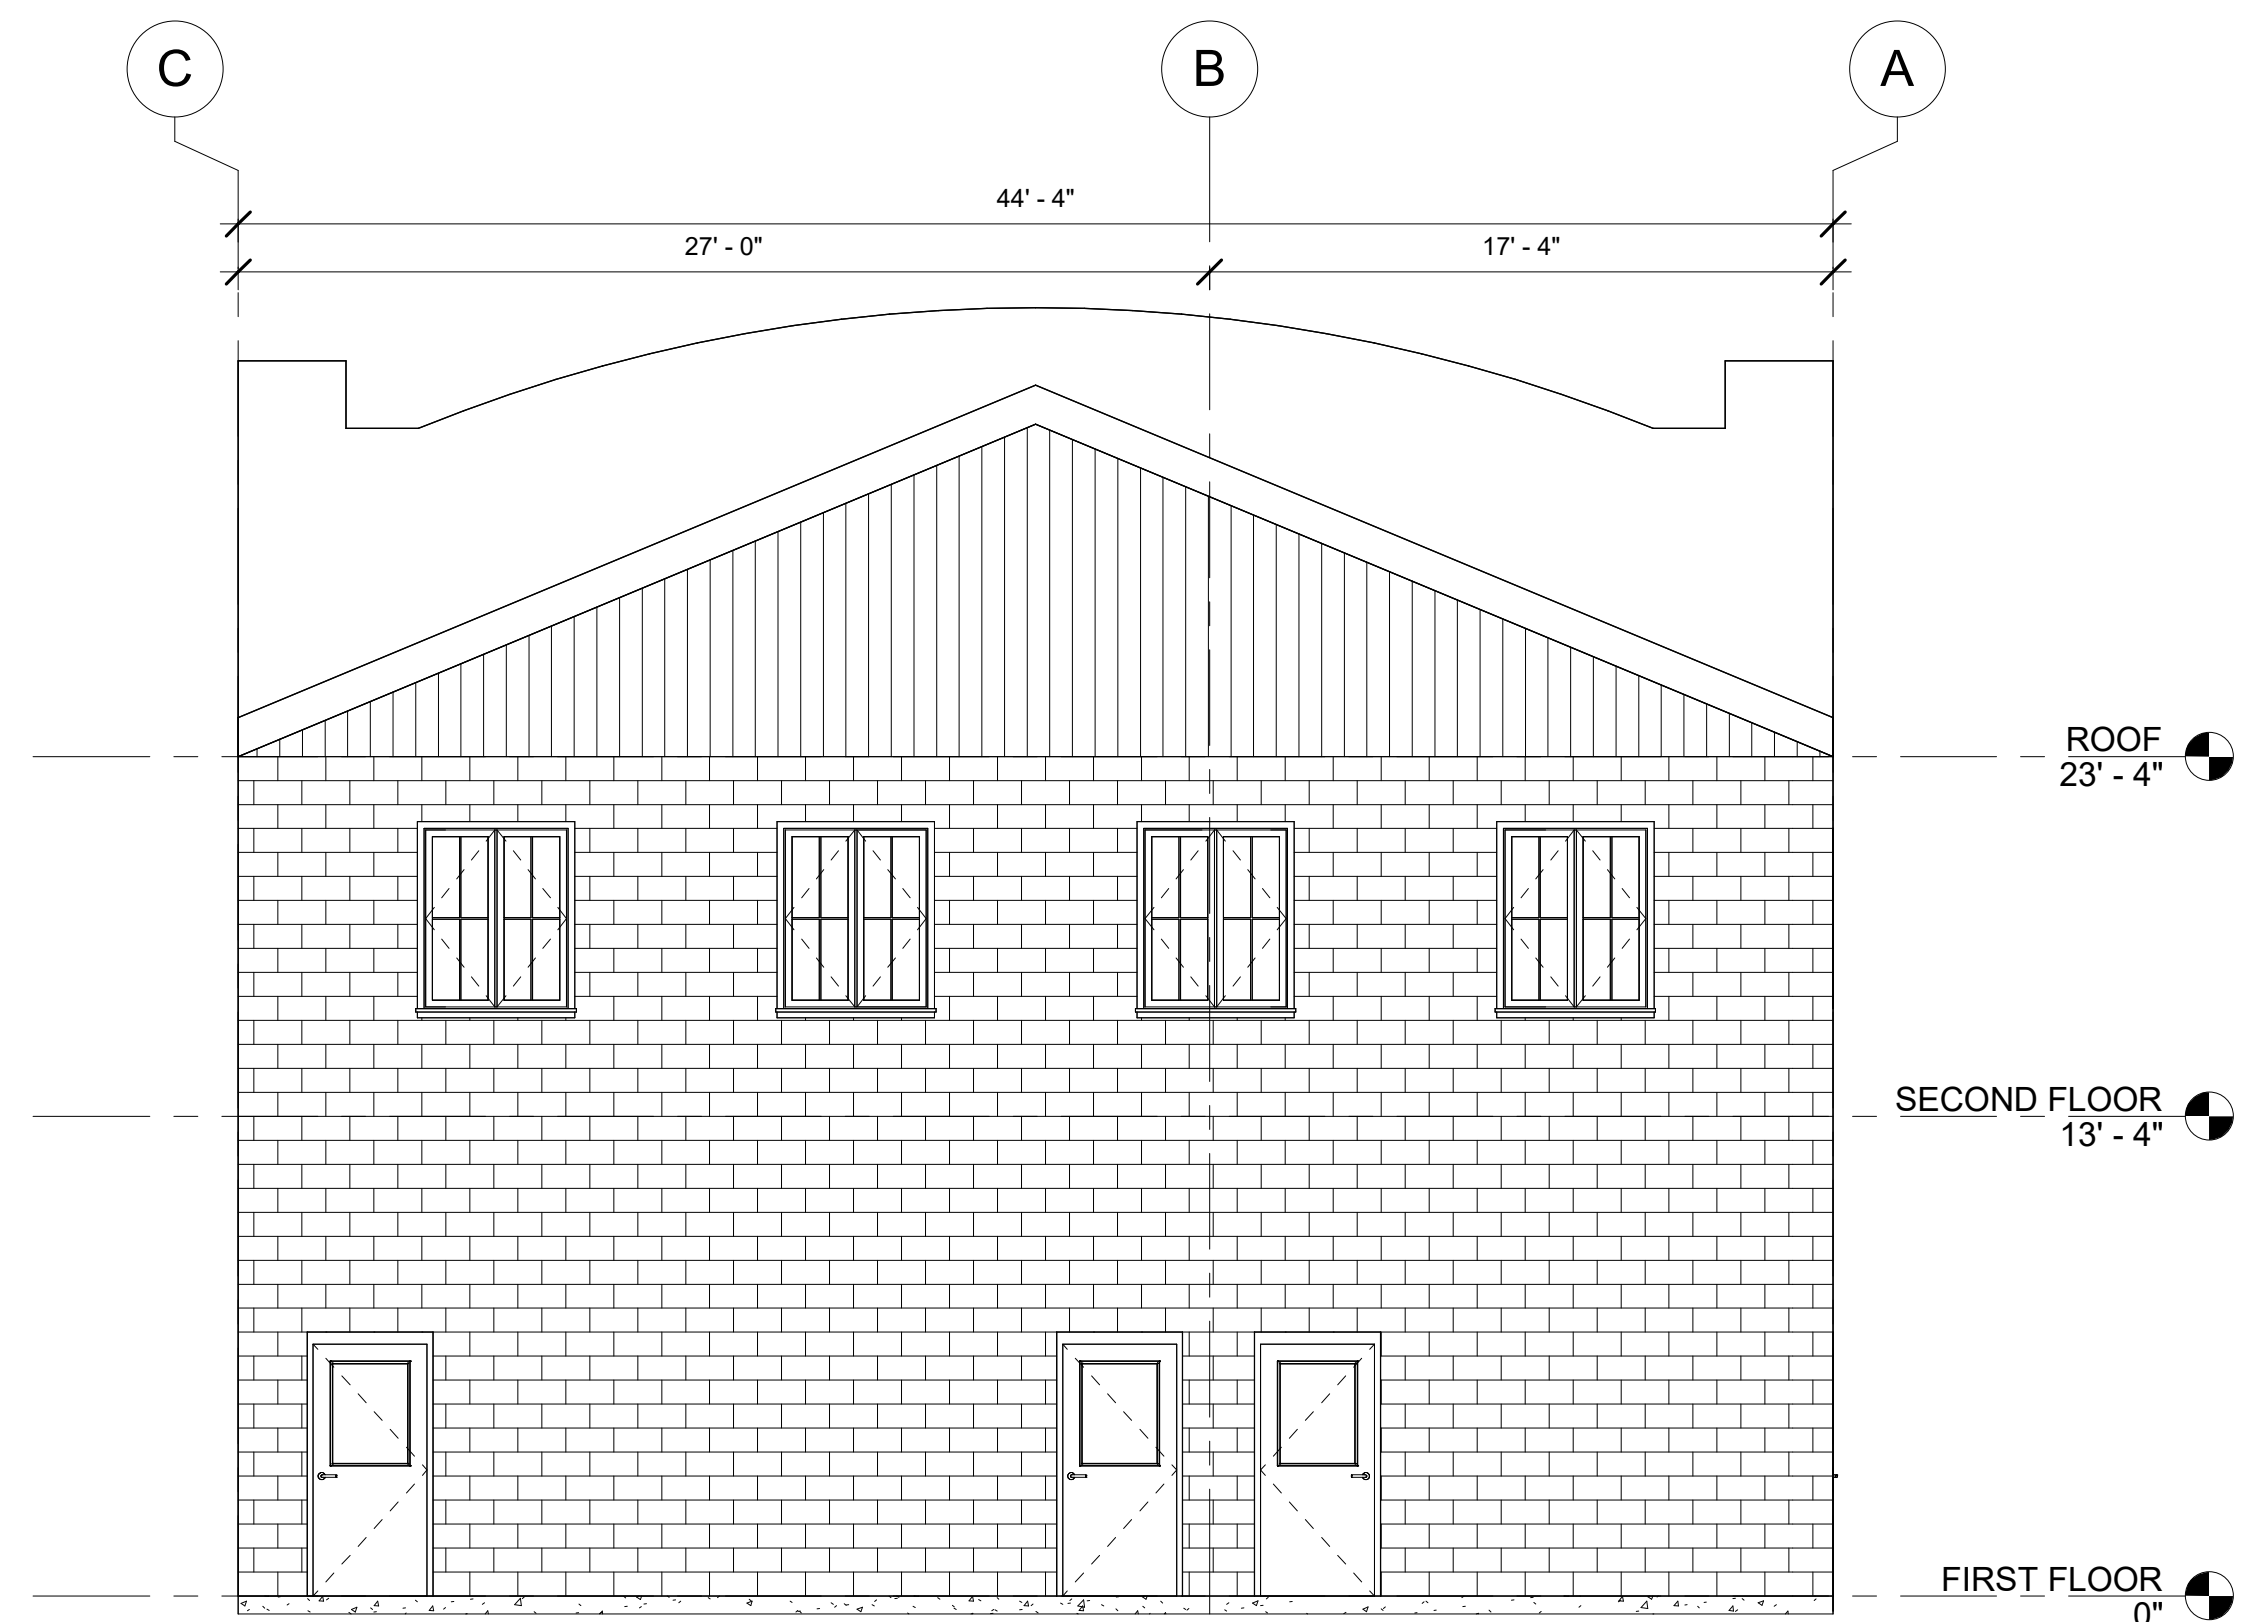 C
B
A
44' - 4"
27' - 0"
17' - 4"
ROOF
23' - 4"
SECOND FLOOR
13' - 4"
FIRST FLOOR
0"